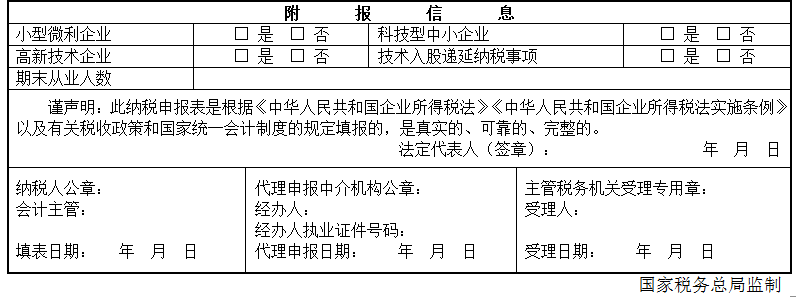 附 报 信 息
小型微利企业 □ 是 □ 否 科技型中小企业 □ 是 □ 否
高新技术企业 □ 是 □ 否 技术入股递延纳税事项 □ 是 □ 否
期末从业人数
谨声明：此纳税申报表是根据《中华人民共和国企业所得税法》《中华人民共和国企业所得税法实施条例》
以及有关税收政策和国家统一会计制度的规定填报的，是真实的、可靠的、完整的。
法定代表人（签章）： 年 月 日
纳税人公章：
会计主管：
填表日期： 年 月 日
代理申报中介机构公章：
经办人：
经办人执业证件号码：
代理申报日期： 年 月 日
主管税务机关受理专用章：
受理人：
受理日期： 年 月 日
国家税务总局监制